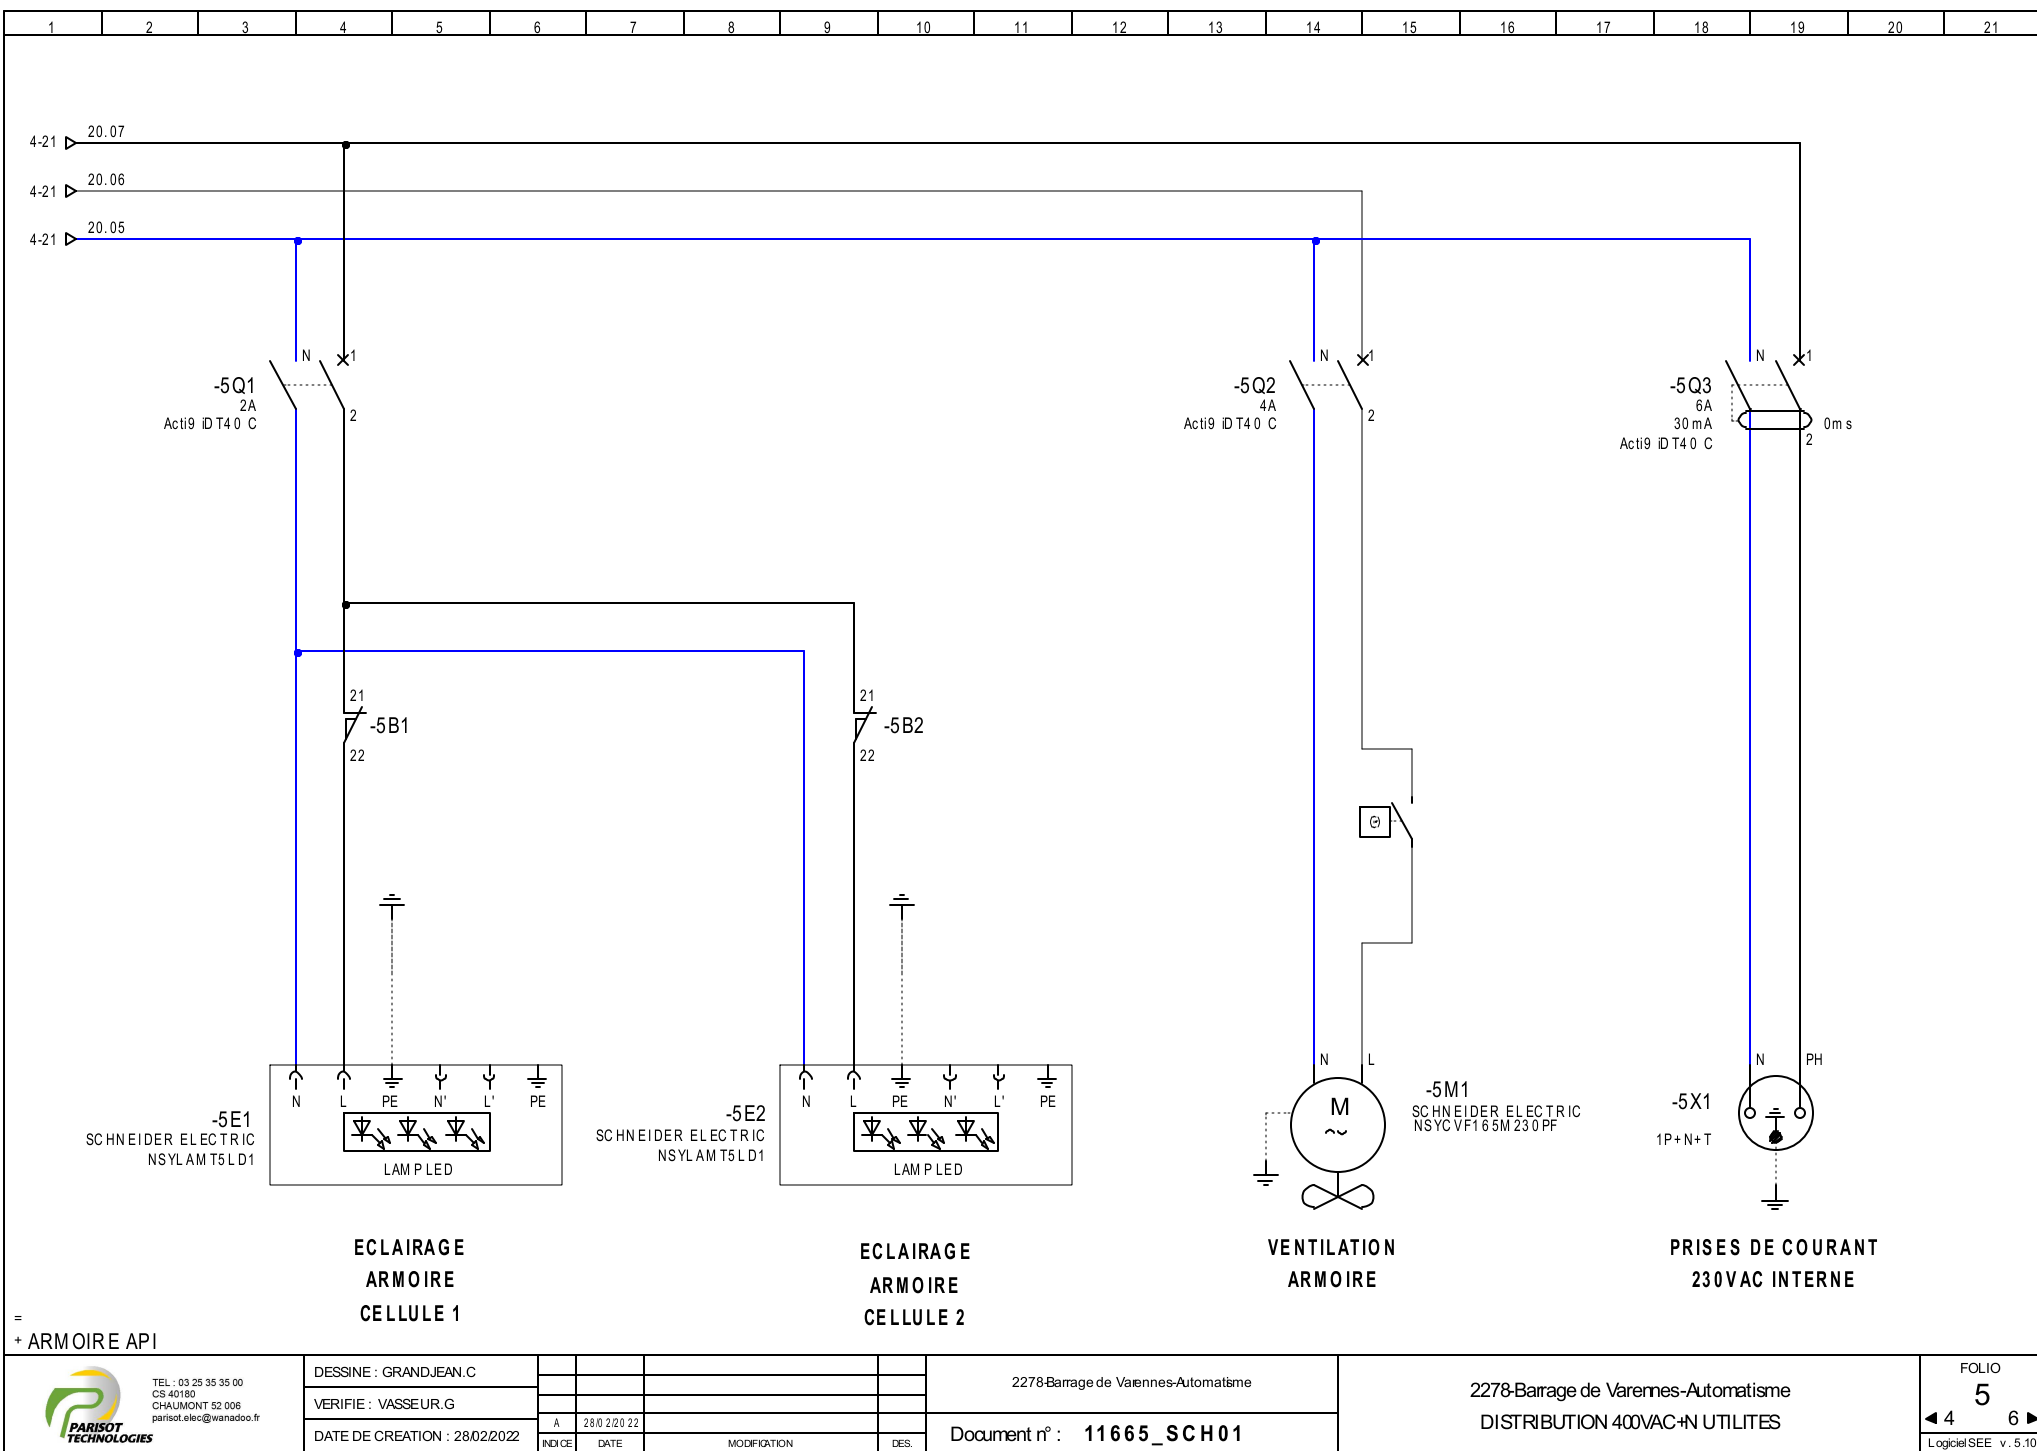 1 2 3 4 5 6 7 8 9 10 11 12 13 14 15 16 17 18 19 20 21
4-21 20.07
4-21 20.06
4-21 20.05
N 1
-5Q1
2A
Acti9 iDT40 C
2
N 1
-5Q2
4A
Acti9 iDT40 C
2
N 1
-5Q3
6A
30mA
Acti9 iDT40 C
0ms
2
21
-5B1
22
21
-5B2
22
N L PE N' L' PE
-5E1
SCHNEIDER ELECTRIC
NSYLAMT5LD1
LAMP LED
N L PE N' L' PE
-5E2
SCHNEIDER ELECTRIC
NSYLAMT5LD1
LAMP LED
N L
M
-5M1
SCHNEIDER ELECTRIC
NSYCVF165M230PF
N PH
-5X1
1P+N+T
ECLAIRAGE
ARMOIRE
CELLULE 1
ECLAIRAGE
ARMOIRE
CELLULE 2
VENTILATION
ARMOIRE
PRISES DE COURANT
230VAC INTERNE
=
+ ARMOIRE API
PARISOT
TECHNOLOGIES
TEL : 03 25 35 35 00
CS 40180
CHAUMONT 52 006
parisot.elec@wanadoo.fr
DESSINE : GRANDJEAN.C
VERIFIE : VASSEUR.G
DATE DE CREATION : 28/02/2022
A 28/02/2022
INDICE DATE MODIFICATION DES.
2278-Barrage de Varennes-Automatisme
Document n° : 11665_SCH01
2278-Barrage de Varennes-Automatisme
DISTRIBUTION 400VAC+N UTILITES
FOLIO
5
4 6
Logiciel SEE v. 5.10